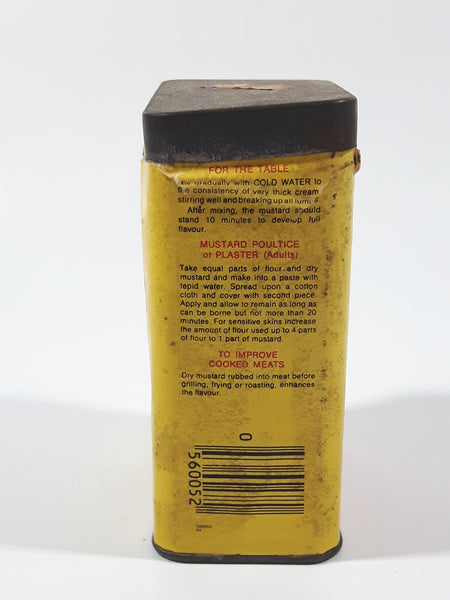 FOR THE TABLE
gradually with COLD WATER to
the consistency of very thick cream
stirring well and breaking up all lumps.
After mixing, the mustard should
stand 10 minutes to develop full
flavour.
MUSTARD POULTICE
or PLASTER (Adults)
Take equal parts of flour and dry
mustard and make into a paste with
tepid water. Spread upon a cotton
cloth and cover with second piece.
Apply and allow to remain as long as
can be borne but not more than 20
minutes. For sensitive skins increase
the amount of flour used up to 4 parts
of flour to 1 part of mustard.
TO IMPROVE
COOKED MEATS
Dry mustard rubbed into meat before
grilling, frying or roasting, enhances
the flavour.
0
560052